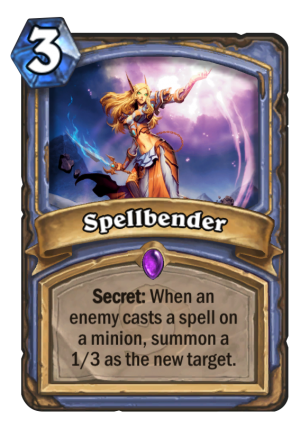 3
Spellbender
Secret: When an
enemy casts a spell on
a minion, summon a
1/3 as the new target.